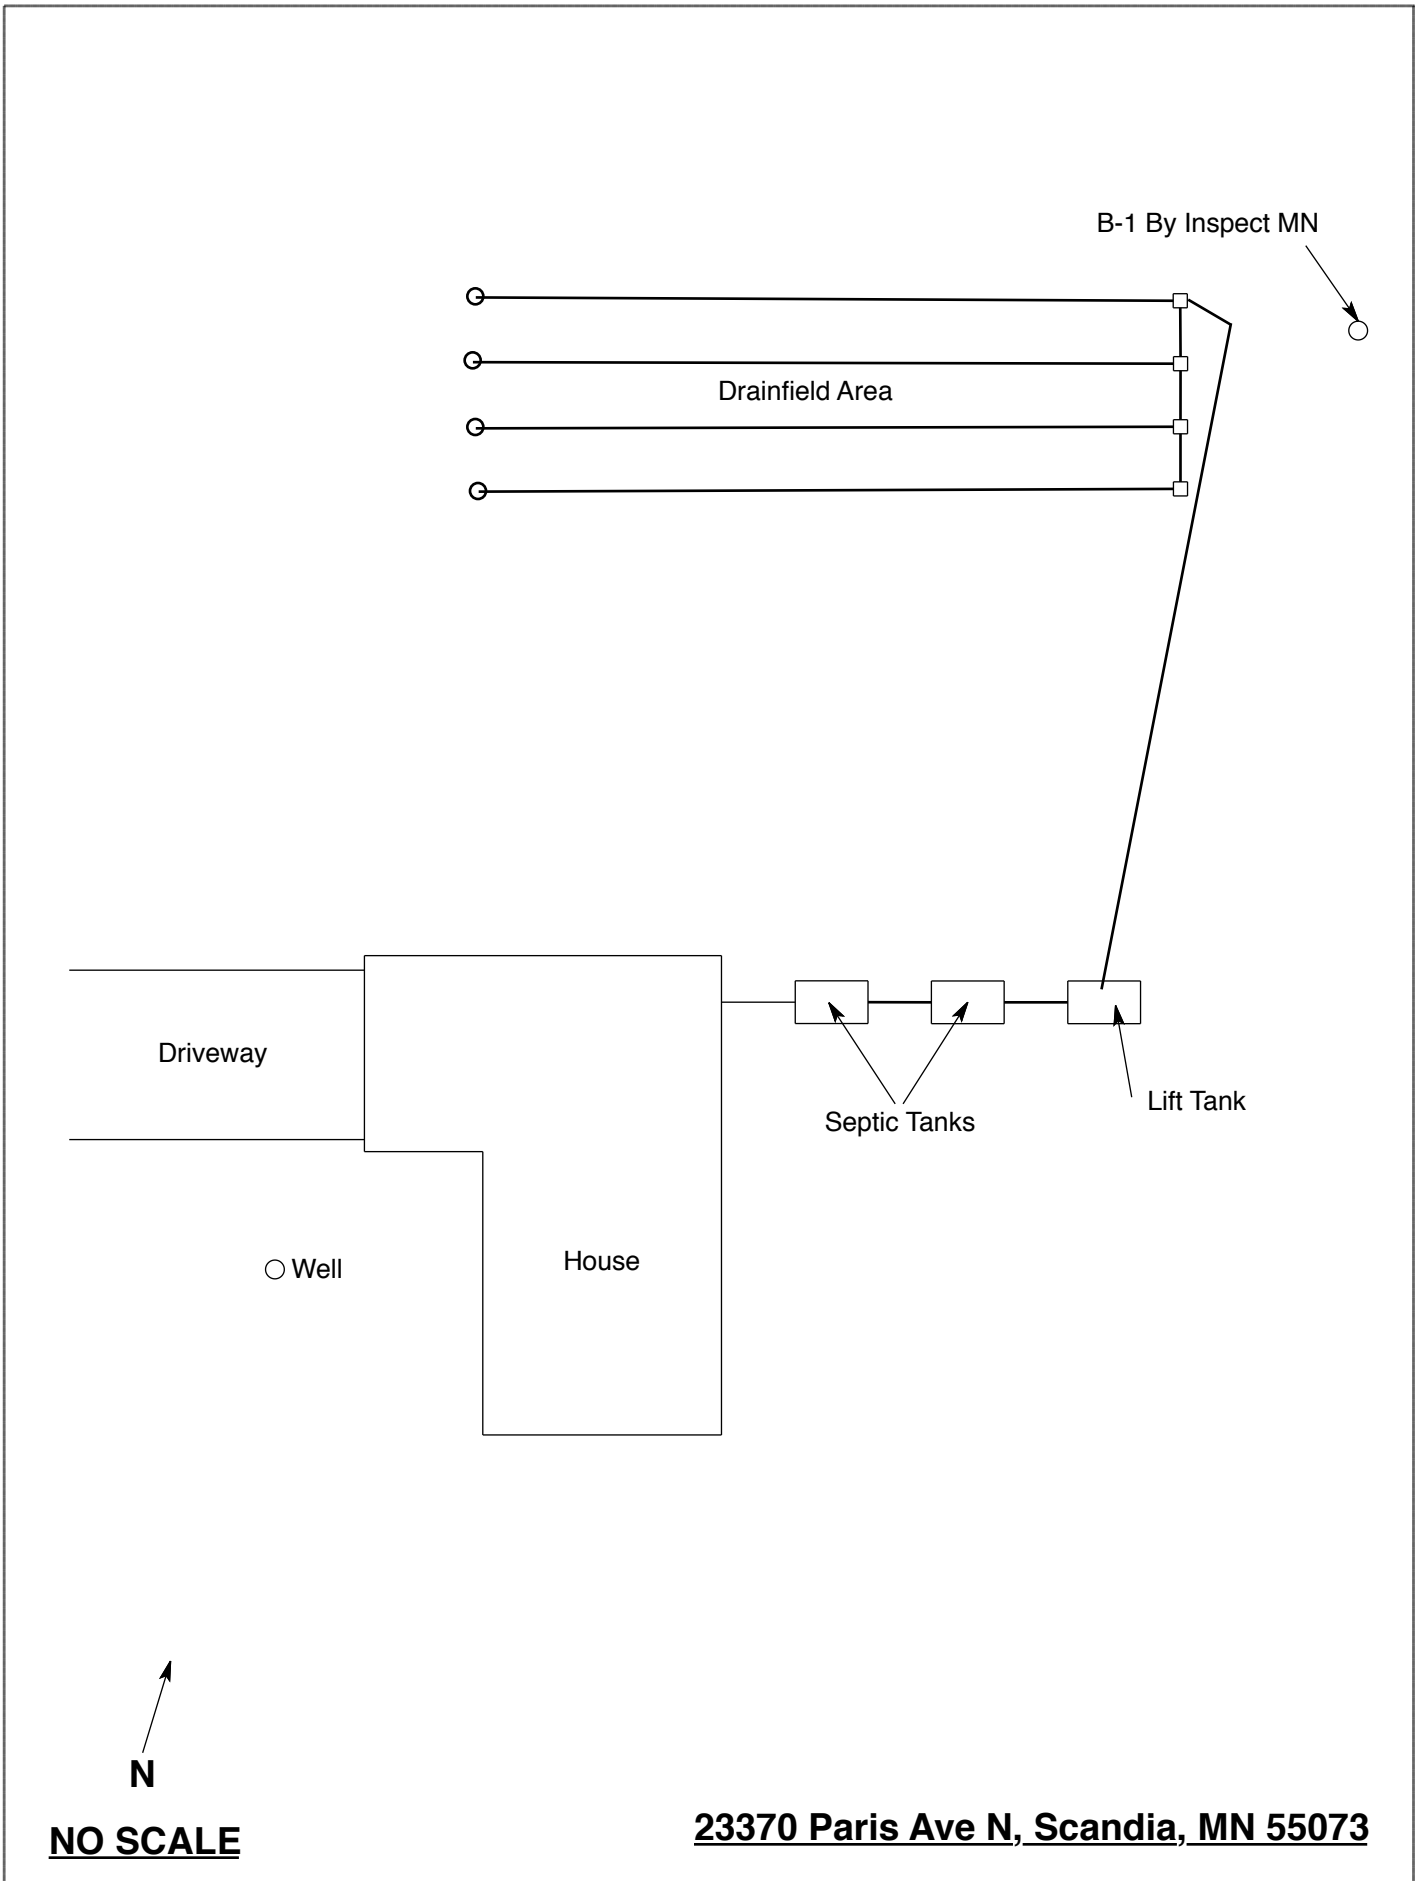 B-1 By Inspect MN
Drainfield Area
Driveway
Septic Tanks
Lift Tank
House
Well
N
NO SCALE
23370 Paris Ave N, Scandia, MN 55073